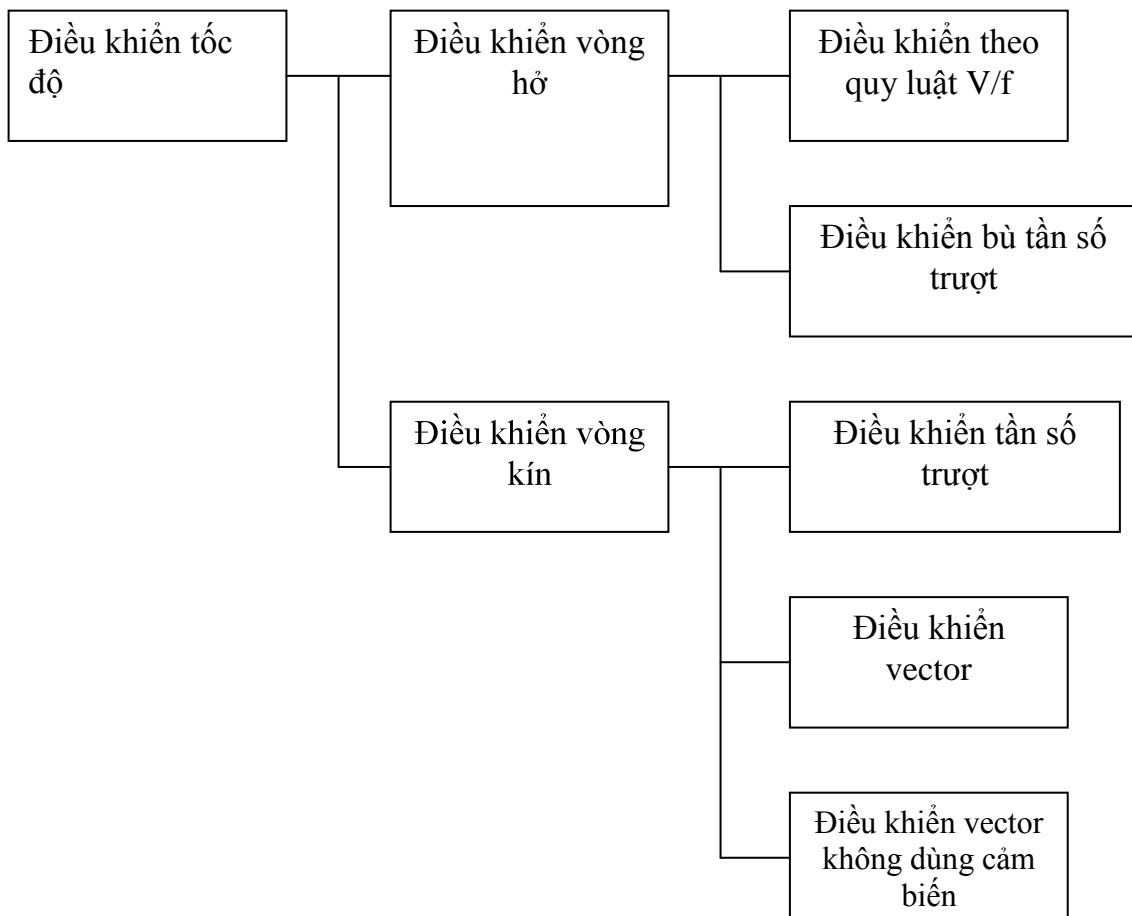 Điều khiển tốc
độ
Điều khiển vòng
hở
Điều khiển theo
quy luật V/f
Điều khiển bù tần số
trượt
Điều khiển vòng
kín
Điều khiển tần số
trượt
Điều khiển
vector
Điều khiển vector
không dùng cảm
biến